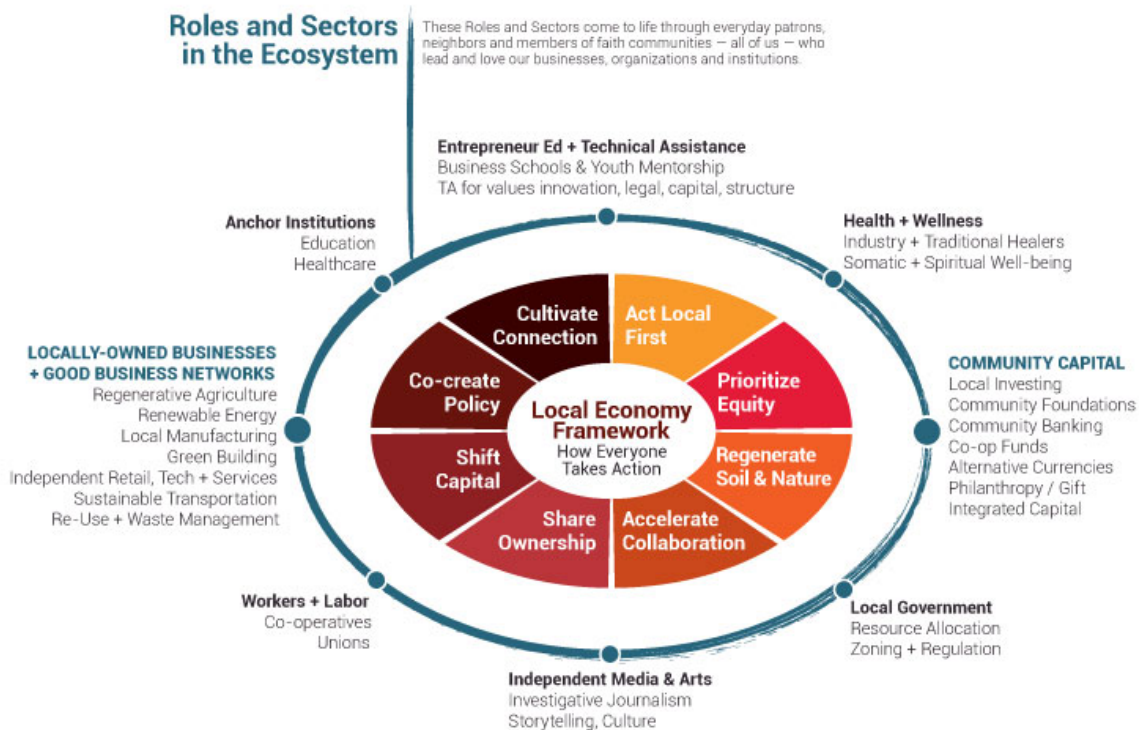 Roles and Sectors
in the Ecosystem
These Roles and Sectors come to life through everyday patrons,
neighbors and members of faith communities — all of us — who
lead and love our businesses, organizations and institutions.
Entrepreneur Ed + Technical Assistance
Business Schools & Youth Mentorship
TA for values innovation, legal, capital, structure
Anchor Institutions
Education
Healthcare
Health + Wellness
Industry + Traditional Healers
Somatic + Spiritual Well-being
LOCALLY-OWNED BUSINESSES
+ GOOD BUSINESS NETWORKS
Regenerative Agriculture
Renewable Energy
Local Manufacturing
Green Building
Independent Retail, Tech + Services
Sustainable Transportation
Re-Use + Waste Management
Cultivate
Connection
Act Local
First
Co-create
Policy
Prioritize
Equity
Local Economy
Framework
How Everyone
Takes Action
Shift
Capital
Regenerate
Soil & Nature
Share
Ownership
Accelerate
Collaboration
COMMUNITY CAPITAL
Local Investing
Community Foundations
Community Banking
Co-op Funds
Alternative Currencies
Philanthropy / Gift
Integrated Capital
Workers + Labor
Co-operatives
Unions
Local Government
Resource Allocation
Zoning + Regulation
Independent Media & Arts
Investigative Journalism
Storytelling, Culture